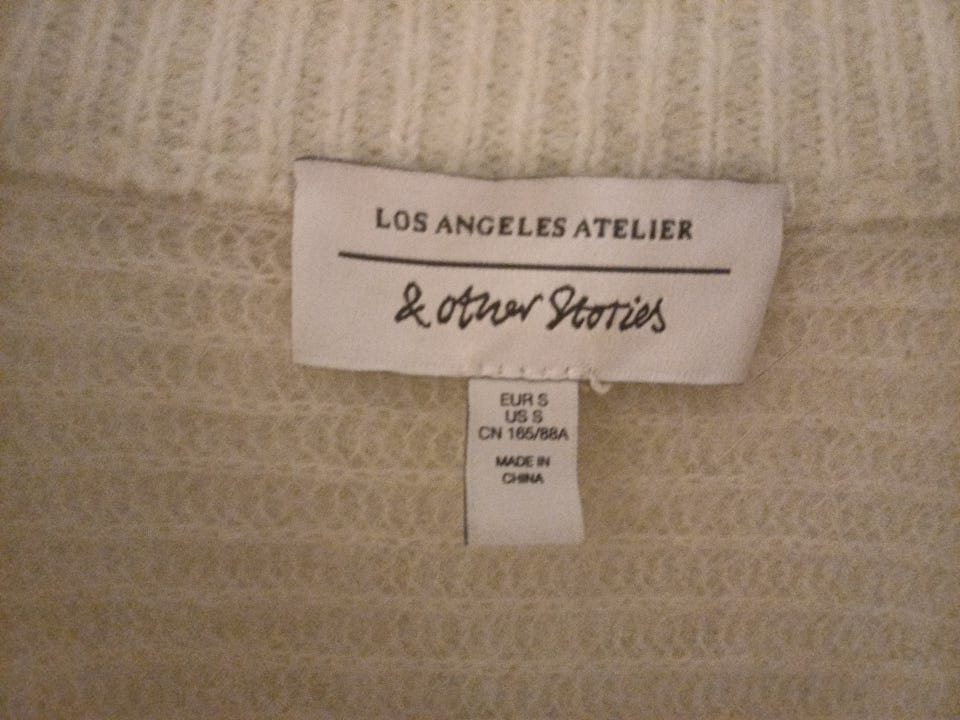 LOS ANGELES ATELIER
& other Stories
EUR S
US S
CN 165/88A
MADE IN
CHINA